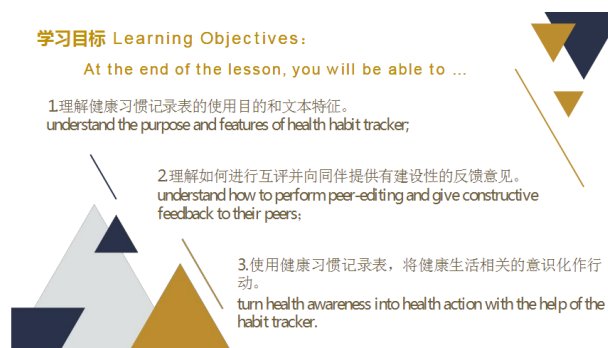 学习目标 Learning Objectives:
At the end of the lesson, you will be able to ...
1.理解健康习惯记录表的使用目的和文本特征。
understand the purpose and features of health habit tracker;
2.理解如何进行互评并向同伴提供有建设性的反馈意见。
understand how to perform peer-editing and give constructive
feedback to their peers;
3.使用健康习惯记录表，将健康生活相关的意识化作行
动。
turn health awareness into health action with the help of the
habit tracker.